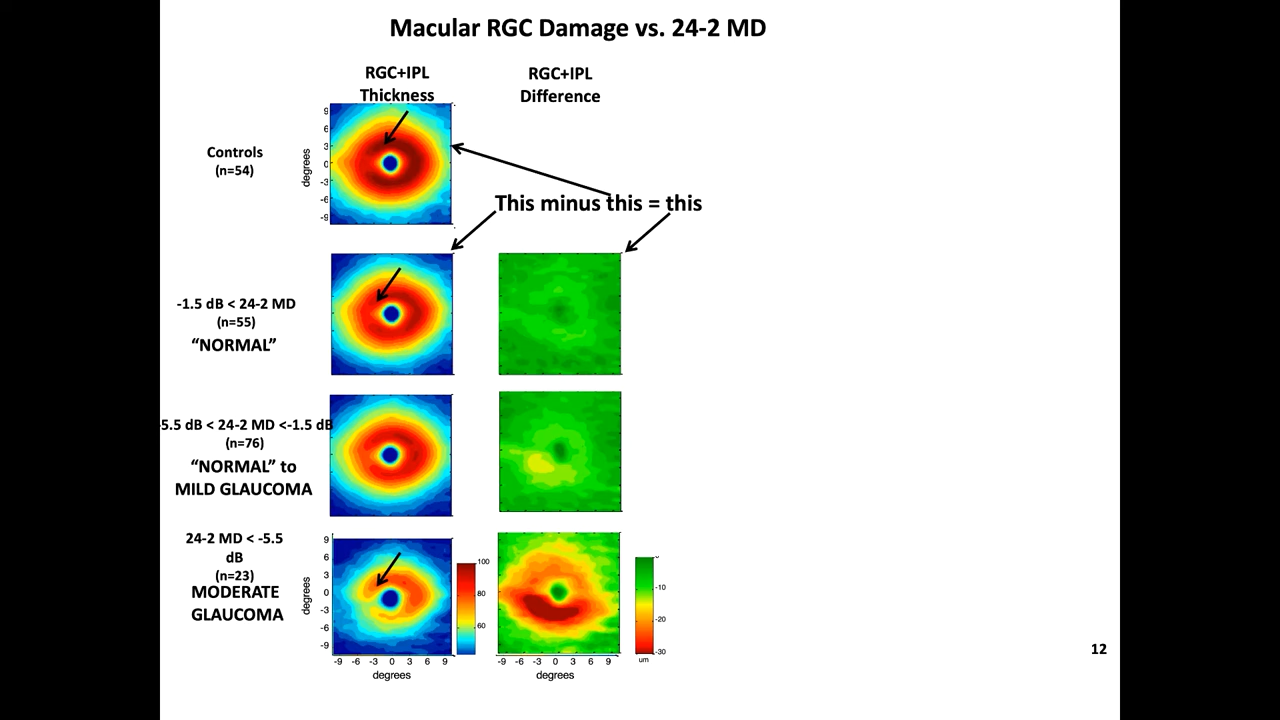 Macular RGC Damage vs. 24-2 MD
RGC+IPL
Thickness
RGC+IPL
Difference
Controls
(n=54)
degrees
9
6
3
0
-3
-6
-9
This minus this = this
-1.5 dB < 24-2 MD
(n=55)
“NORMAL”
5.5 dB < 24-2 MD <-1.5 dB
(n=76)
“NORMAL” to
MILD GLAUCOMA
24-2 MD < -5.5
dB
(n=23)
MODERATE
GLAUCOMA
degrees
9
6
3
0
-3
-6
-9
-9 -6 -3 0 3 6 9
degrees
100
80
60
-9 -6 -3 0 3 6 9
degrees
-10
-20
-30
um
12